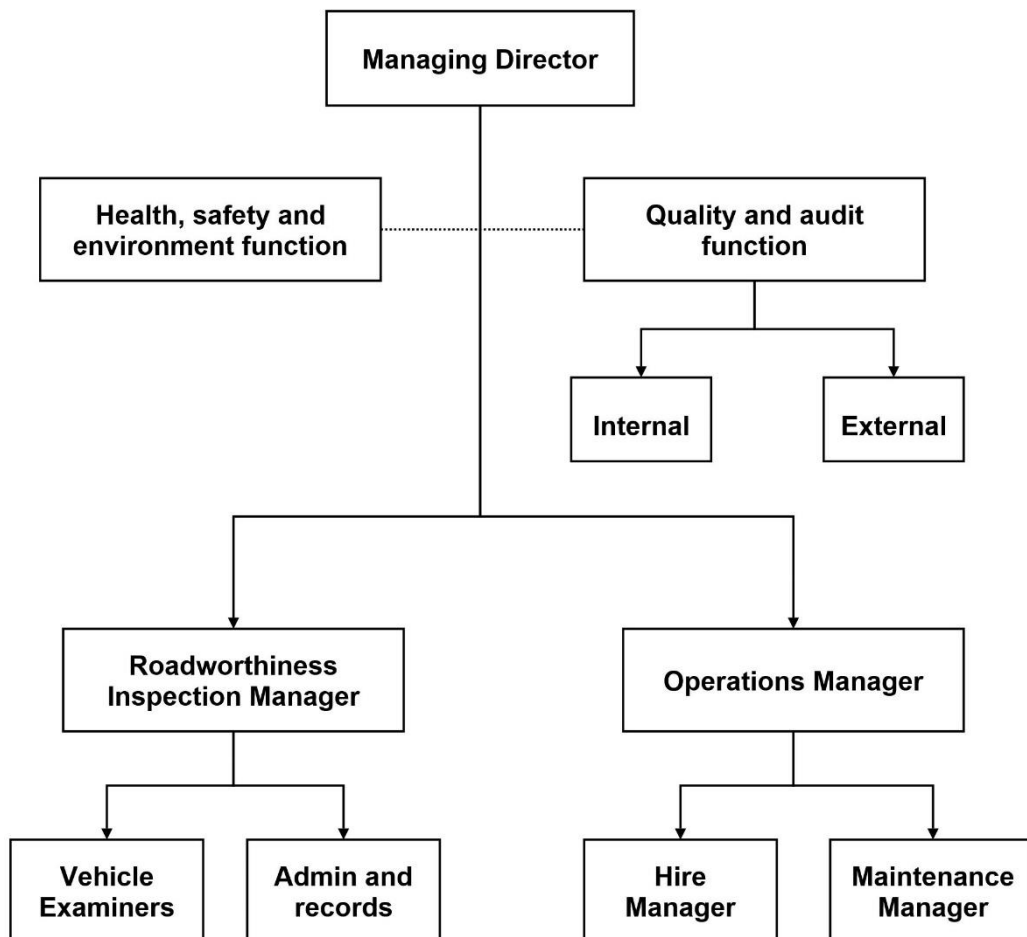 Managing Director
Health, safety and
environment function
Quality and audit
function
Internal
External
Roadworthiness
Inspection Manager
Operations Manager
Vehicle
Examiners
Admin and
records
Hire
Manager
Maintenance
Manager